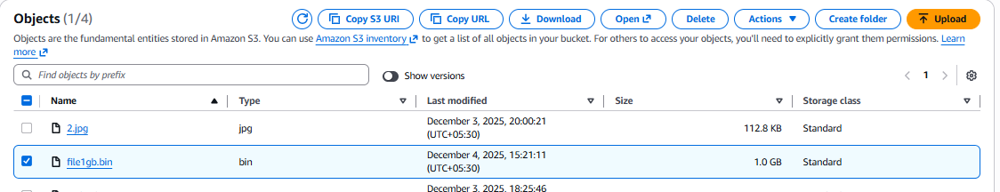 Objects (1/4)
Copy S3 URI
Copy URL
Download
Open
Delete
Actions
Create folder
Upload
Objects are the fundamental entities stored in Amazon S3. You can use Amazon S3 inventory to get a list of all objects in your bucket. For others to access your objects, you'll need to explicitly grant them permissions. Learn
more
Find objects by prefix
Show versions
1
Name Type Last modified Size Storage class
2.jpg jpg December 3, 2025, 20:00:21 (UTC+05:30) 112.8 KB Standard
file1gb.bin bin December 4, 2025, 15:21:11 (UTC+05:30) 1.0 GB Standard
December 3, 2025, 18:25:46